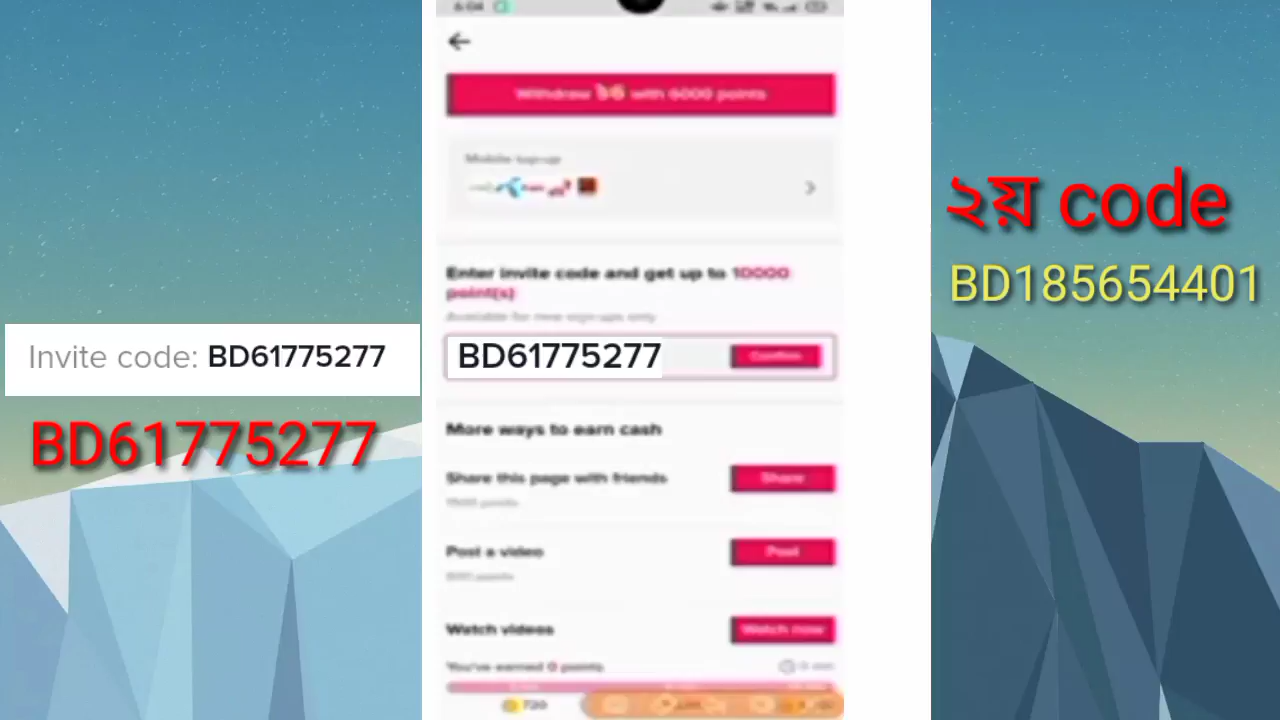 Invite code: BD61775277
BD61775277
6:04
Withdraw with 6000 points
Mobile top-up
Enter invite code and get up to 10000
point(s)
Available for new sign-ups only
BD61775277
Confirm
More ways to earn cash
Share this page with friends
Share
Post a video
Post
Watch videos
Watch now
You've earned 0 points
720
২য় code
BD185654401